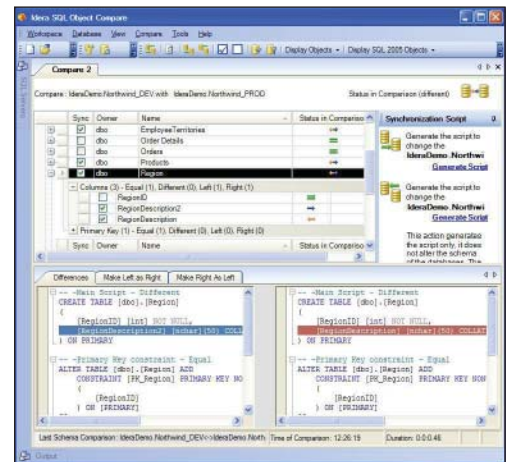 Idera SQL Object Compare
Workspace Database View Compare Tools Help
Display Objects Display SQL 2005 Objects
SQL Servers
Compare 2
Compare: IderaDemo.Northwind_DEV with IderaDemo.Northwind_PROD Status in Comparison (different)
Sync Owner Name Status in Compariso
dbo EmployeeTerritories
dbo Order Details
dbo Orders
dbo Products
dbo Region
Columns (3) - Equal (1), Different (0), Left (1), Right (1)
RegionID
RegionDescription2
RegionDescription
Primary Key (1) - Equal (1), Different (0), Left (0), Right (0)
Sync Owner Name Status in Compariso
Synchronization Script
Generate the script to
change the
IderaDemo.Northwi
Generate Script
Generate the script to
change the
IderaDemo.Northwi
Generate Script
This action generates
the script only, it does
not alter the schema
of the databases. The
Differences Make Left as Right Make Right As Left
-- -Main Script - Different
CREATE TABLE [dbo].[Region]
(
[RegionID] [int] NOT NULL,
[RegionDescription2] [nchar](50) COLL
) ON PRIMARY
-- -Primary Key constraint - Equal
ALTER TABLE [dbo].[Region] ADD
CONSTRAINT [PK_Region] PRIMARY KEY NO
(
[RegionID]
) ON [PRIMARY]
-- -Main Script - Different
CREATE TABLE [dbo].[Region]
(
[RegionID] [int] NOT NULL,
[RegionDescription] [nchar](50) COLLAT
) ON PRIMARY
-- -Primary Key constraint - Equal
ALTER TABLE [dbo].[Region] ADD
CONSTRAINT [PK_Region] PRIMARY KEY NON
(
[RegionID]
) ON [PRIMARY]
Last Schema Comparison: IderaDemo.Northwind_DEV<->IderaDemo.North Time of Comparison: 12:26:19 Duration: 0:0:0.46
Output